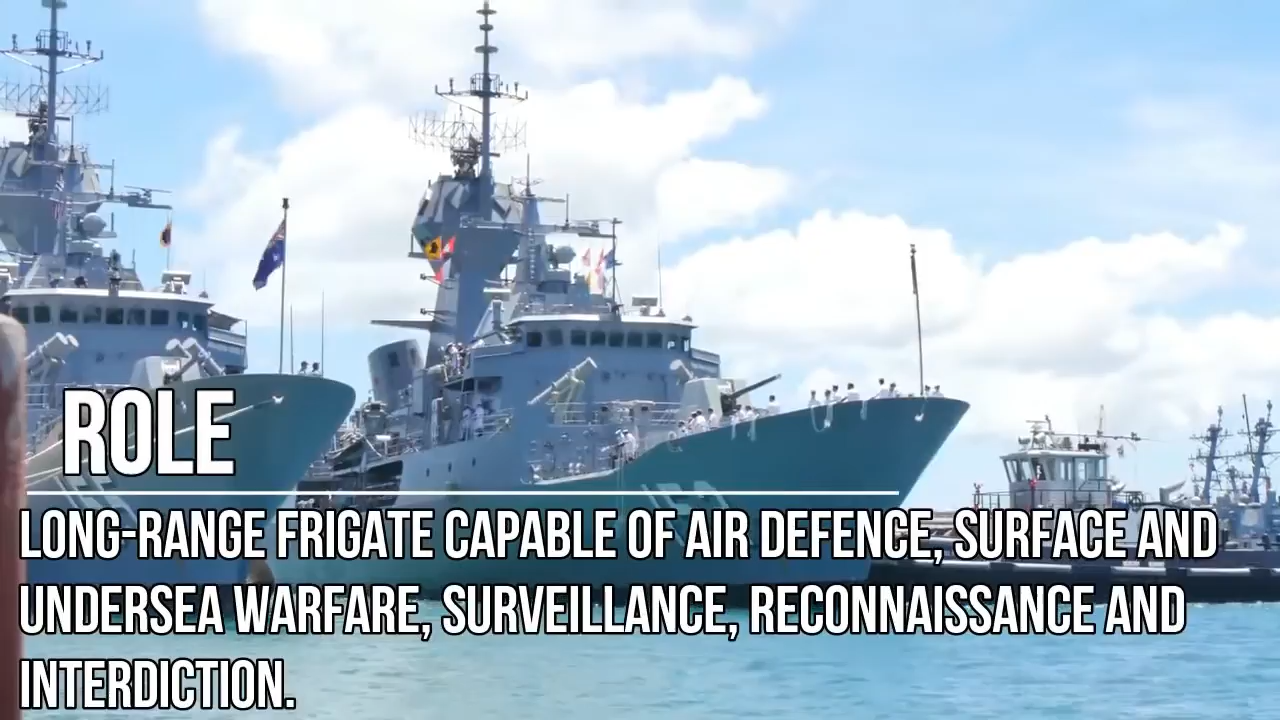 ROLE
LONG-RANGE FRIGATE CAPABLE OF AIR DEFENCE, SURFACE AND
UNDERSEA WARFARE, SURVEILLANCE, RECONNAISSANCE AND
INTERDICTION.